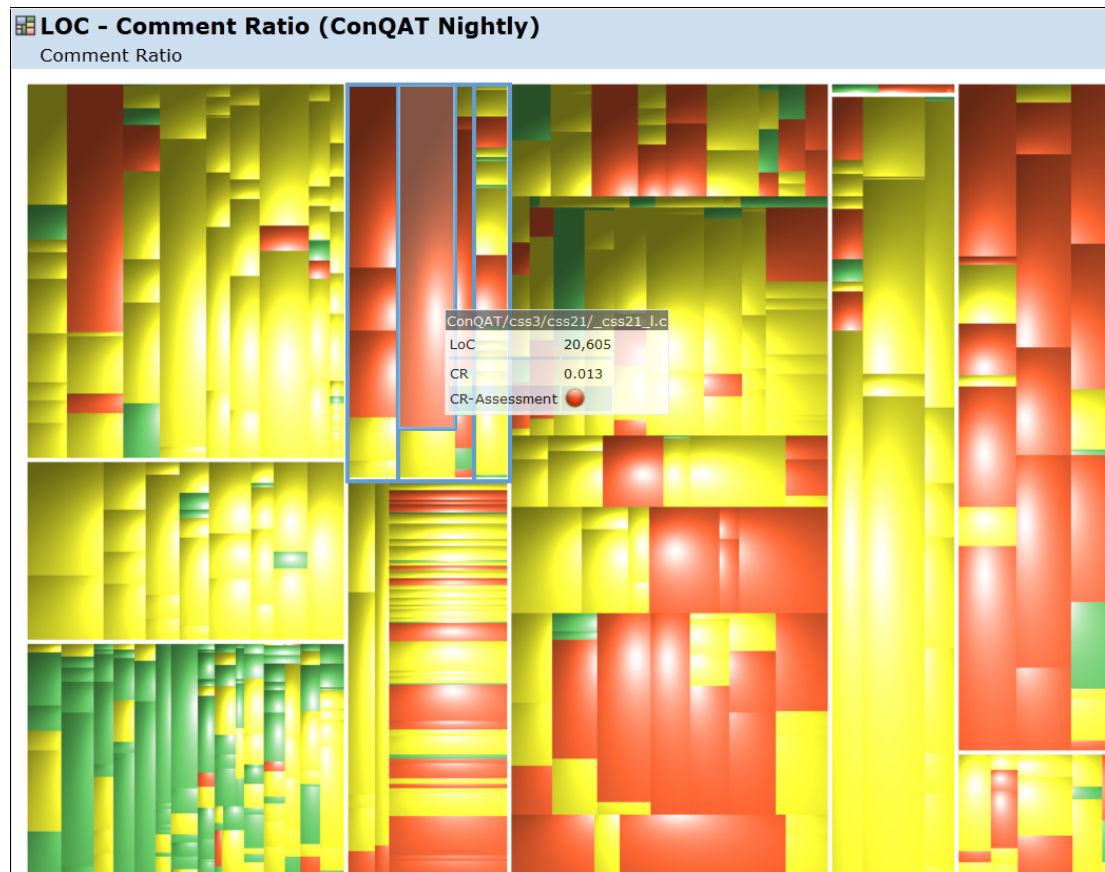 LOC - Comment Ratio (ConQAT Nightly)
Comment Ratio
ConQAT/css3/css21/_css21_l.c
LoC 20,605
CR 0.013
CR-Assessment